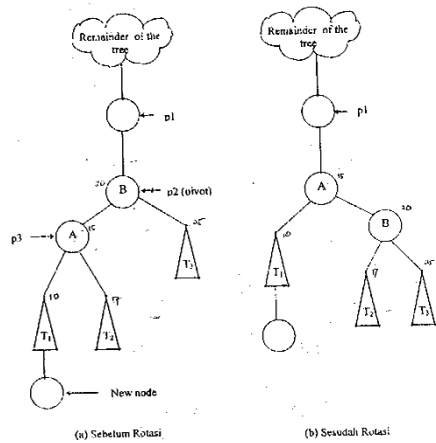 Remainder of the
tree
p1
20
B
p2 (pivot)
p3
A
15
25
T3
10
T1
T2
New node
(a) Sebelum Rotasi
Remainder of the
tree
p1
15
A
10
20
B
T1
17
25
T2
T3
(b) Sesudah Rotasi